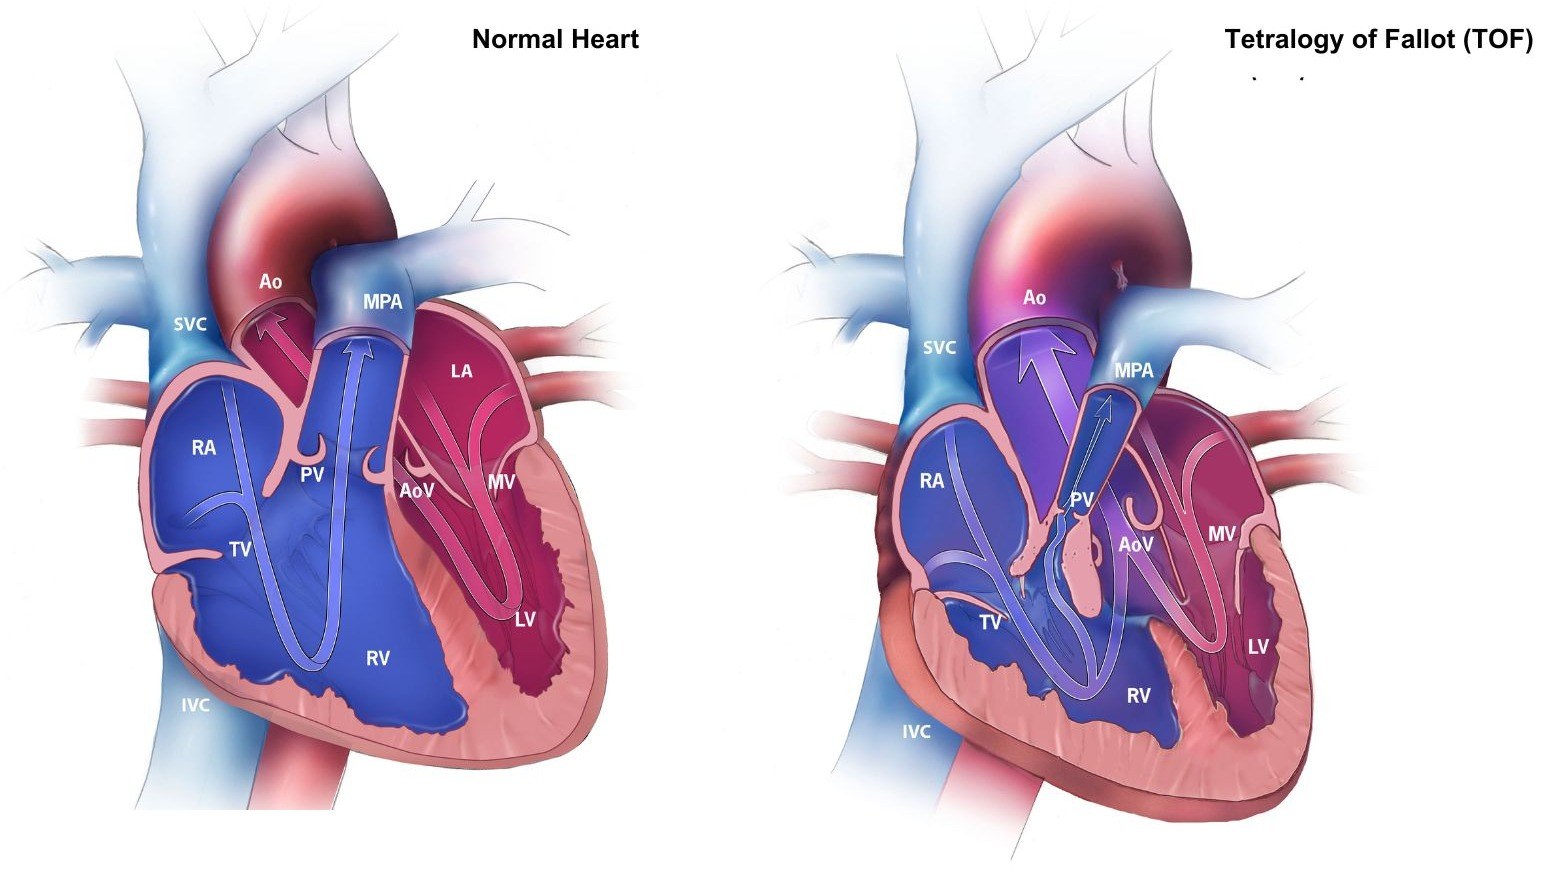 Normal Heart
Ao
MPA
SVC
LA
RA
PV
AoV
MV
TV
LV
RV
IVC
Tetralogy of Fallot (TOF)
Ao
SVC
MPA
RA
PV
MV
AoV
TV
LV
RV
IVC